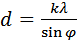 d = kλ / sin φ